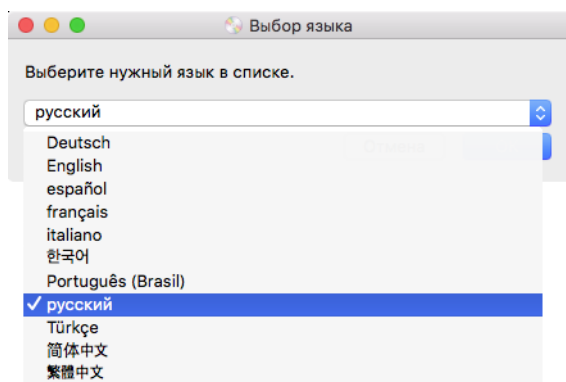 Выбор языка
Выберите нужный язык в списке.
русский
Deutsch
English
español
français
italiano
한국어
Português (Brasil)
✓ русский
Türkçe
简体中文
繁體中文